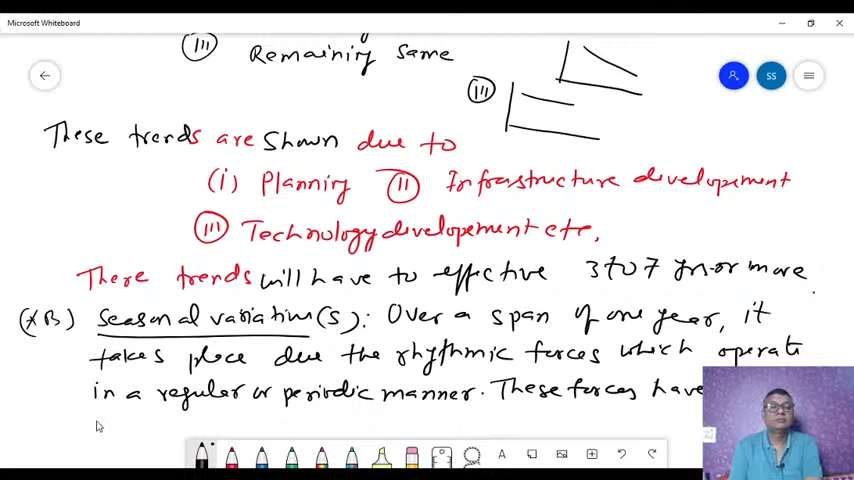 Microsoft Whiteboard
(III) Remaining same
(III)
SS
These trends are shown due to
(i) Planning (II) Infrastructure developement
(III) Technology developement etc.
These trends will have to effective 3 to 7 yrs or more.
(*B) Seasonal variation(s): Over a span of one year, it
takes place due the rhythmic forces which operate
in a regular or periodic manner. These forces have